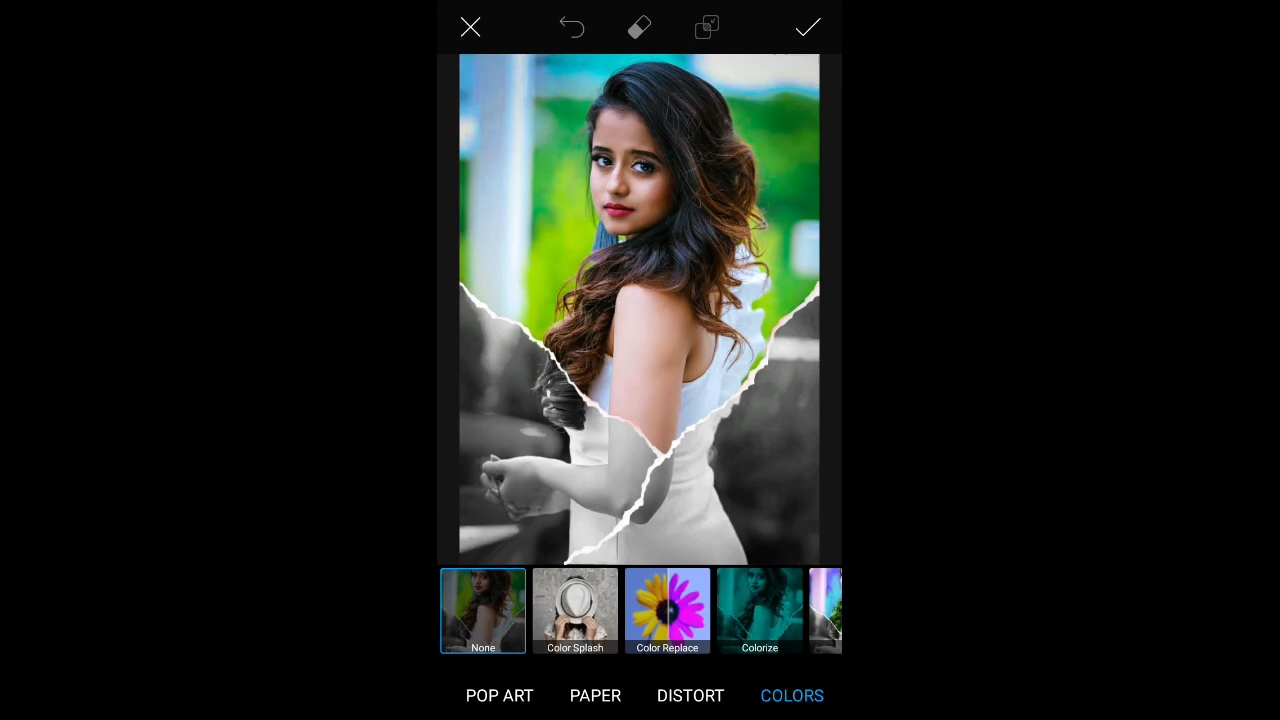 None
Color Splash
Color Replace
Colorize
POP ART
PAPER
DISTORT
COLORS